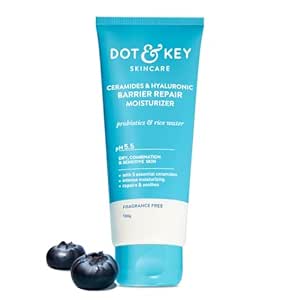 DOT & KEY
SKINCARE
CERAMIDES & HYALURONIC
BARRIER REPAIR
MOISTURIZER
probiotics & rice water
pH 5.5
DRY, COMBINATION
& SENSITIVE SKIN
with 5 essential ceramides
intense moisturizing
repairs & soothes
FRAGRANCE FREE
100g